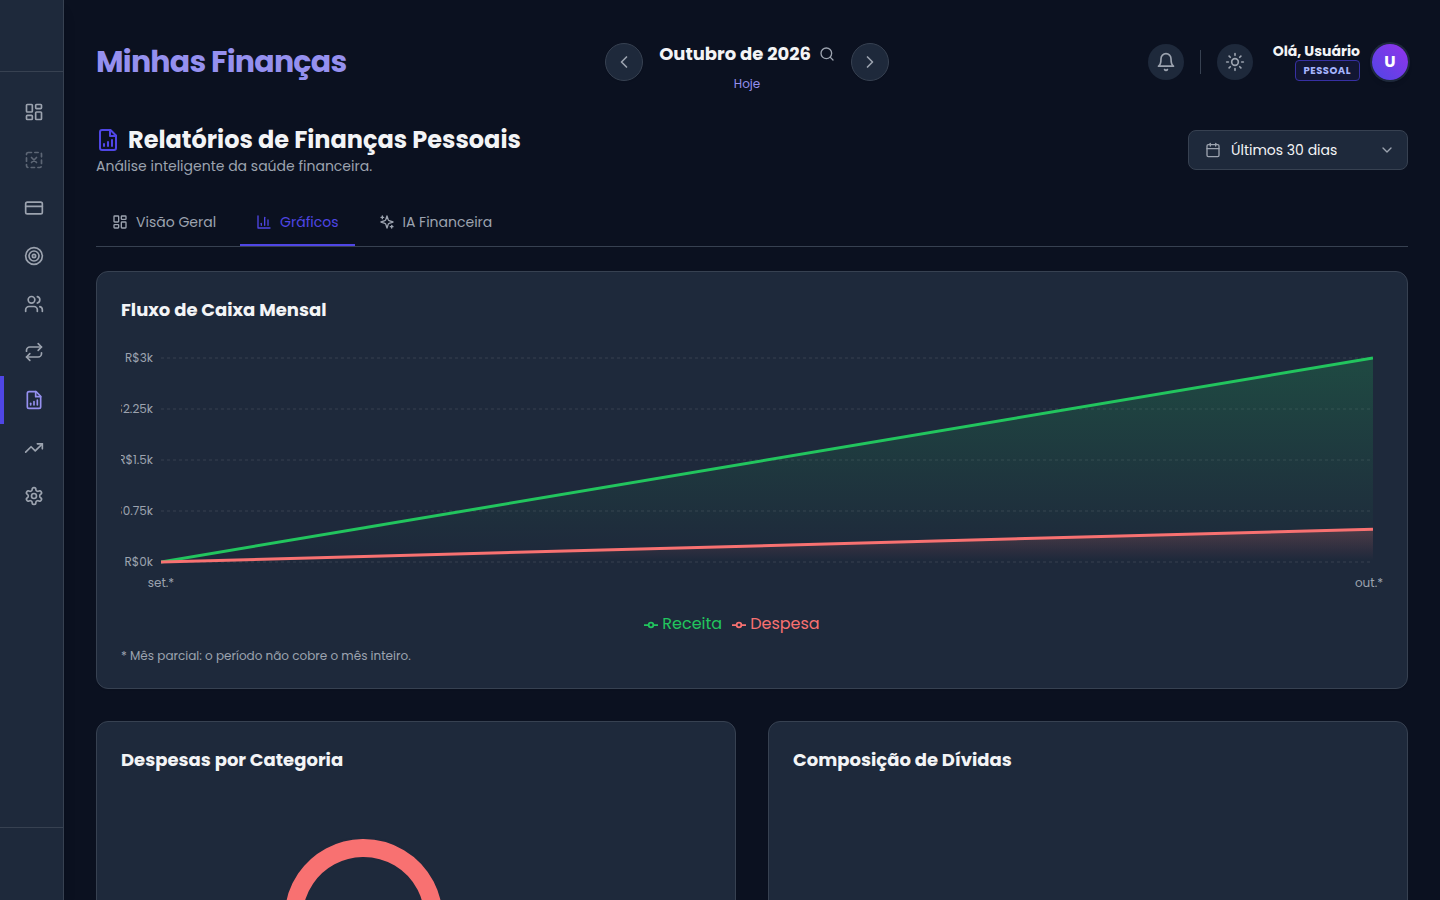 Minhas Finanças
Outubro de 2026
Hoje
Olá, Usuário
PESSOAL
U
Relatórios de Finanças Pessoais
Análise inteligente da saúde financeira.
Últimos 30 dias
Visão Geral
Gráficos
IA Financeira
Fluxo de Caixa Mensal
R$3k
2.25k
R$1.5k
0.75k
R$0k
set.*
out.*
Receita
Despesa
* Mês parcial: o período não cobre o mês inteiro.
Despesas por Categoria
Composição de Dívidas